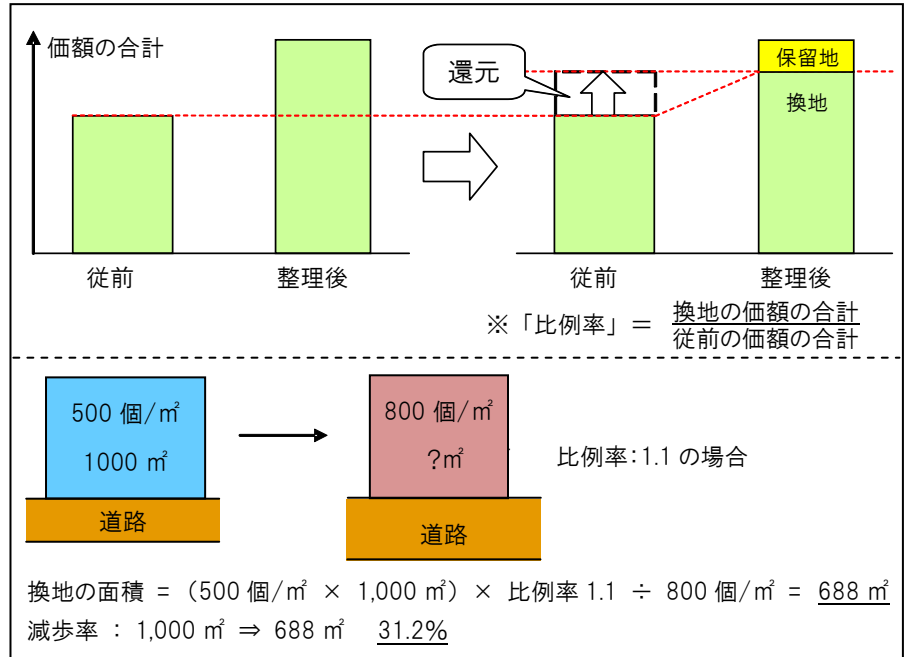 価額の合計
還元
保留地
換地
従前
整理後
従前
整理後
※「比例率」＝ 換地の価額の合計
従前の価額の合計
500 個/㎡
1000 ㎡
道路
800 個/㎡
?㎡
道路
比例率：1.1 の場合
換地の面積 = （500 個/㎡ × 1,000 ㎡） × 比例率 1.1 ÷ 800 個/㎡ = 688 ㎡
減歩率 ： 1,000 ㎡ ⇒ 688 ㎡ 31.2%